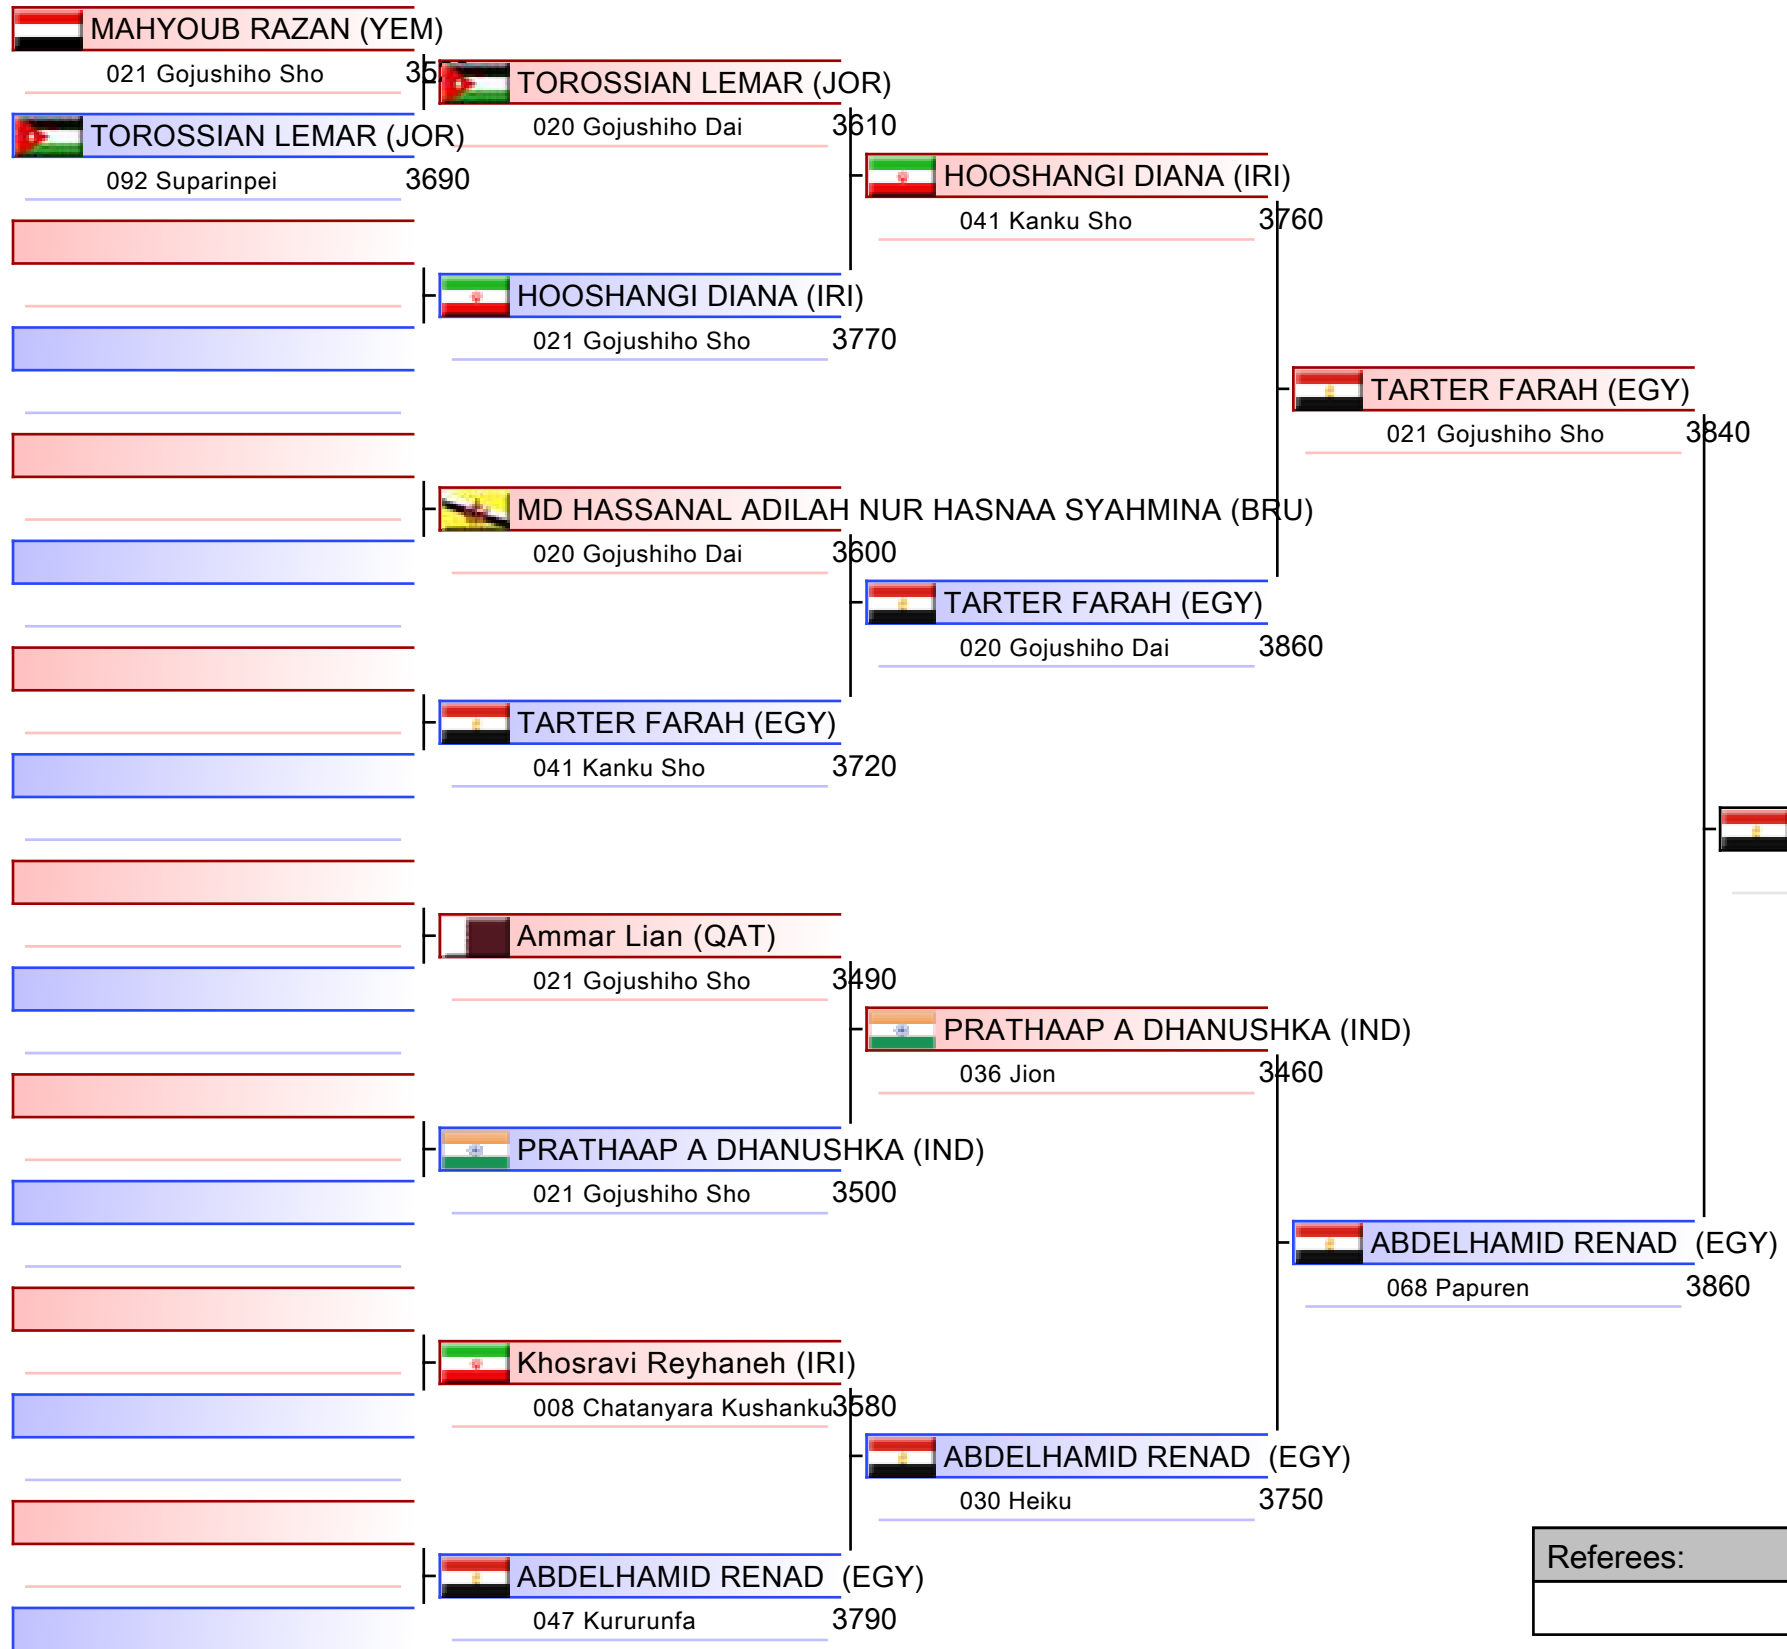 MAHYOUB RAZAN (YEM)
021 Gojushiho Sho
TOROSSIAN LEMAR (JOR)
092 Suparinpei 3690
TOROSSIAN LEMAR (JOR)
020 Gojushiho Dai 3610
HOOSHANGI DIANA (IRI)
021 Gojushiho Sho 3770
MD HASSANAL ADILAH NUR HASNAA SYAHMINA (BRU)
020 Gojushiho Dai 3600
TARTER FARAH (EGY)
041 Kanku Sho 3720
Ammar Lian (QAT)
021 Gojushiho Sho 3490
PRATHAAP A DHANUSHKA (IND)
021 Gojushiho Sho 3500
Khosravi Reyhaneh (IRI)
008 Chatanyara Kushanku 3580
ABDELHAMID RENAD (EGY)
047 Kururunfa 3790
HOOSHANGI DIANA (IRI)
041 Kanku Sho 3760
TARTER FARAH (EGY)
020 Gojushiho Dai 3860
PRATHAAP A DHANUSHKA (IND)
036 Jion 3460
ABDELHAMID RENAD (EGY)
030 Heiku 3750
TARTER FARAH (EGY)
021 Gojushiho Sho 3840
ABDELHAMID RENAD (EGY)
068 Papuren 3860
Referees: